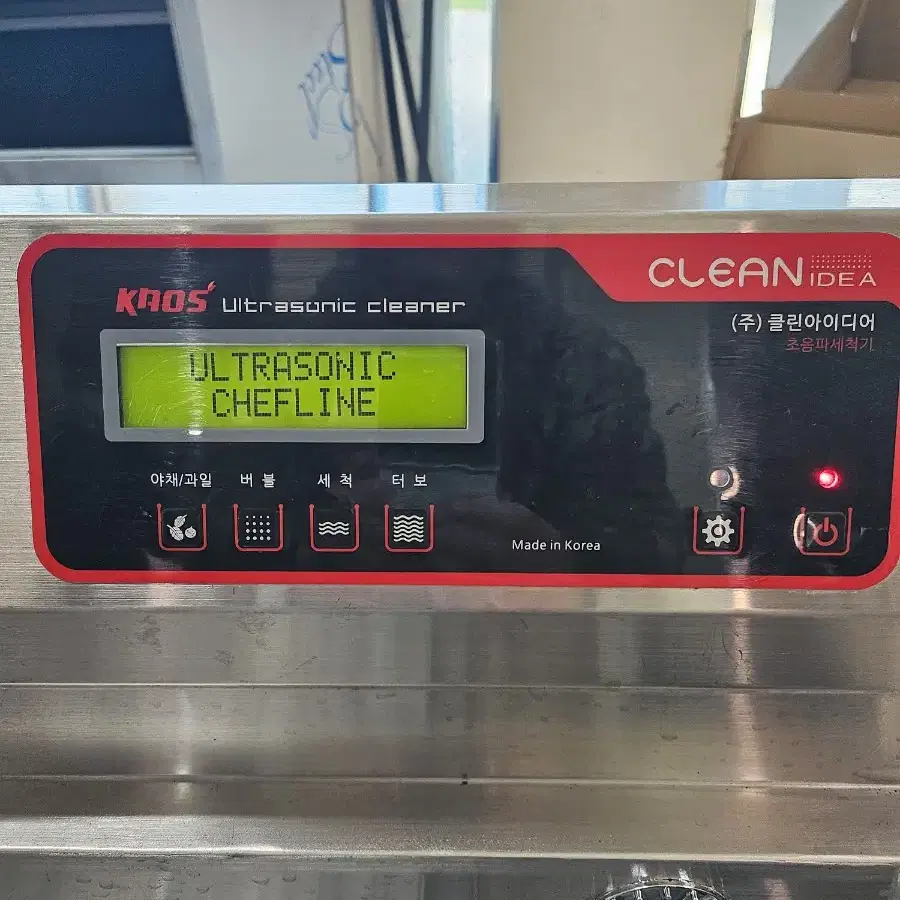 CLEAN IDEA
KAOS Ultrasonic cleaner
(주) 클린아이디어
초음파세척기
ULTRASONIC
CHEFLINE
야채/과일 버블 세척 터보
Made in Korea